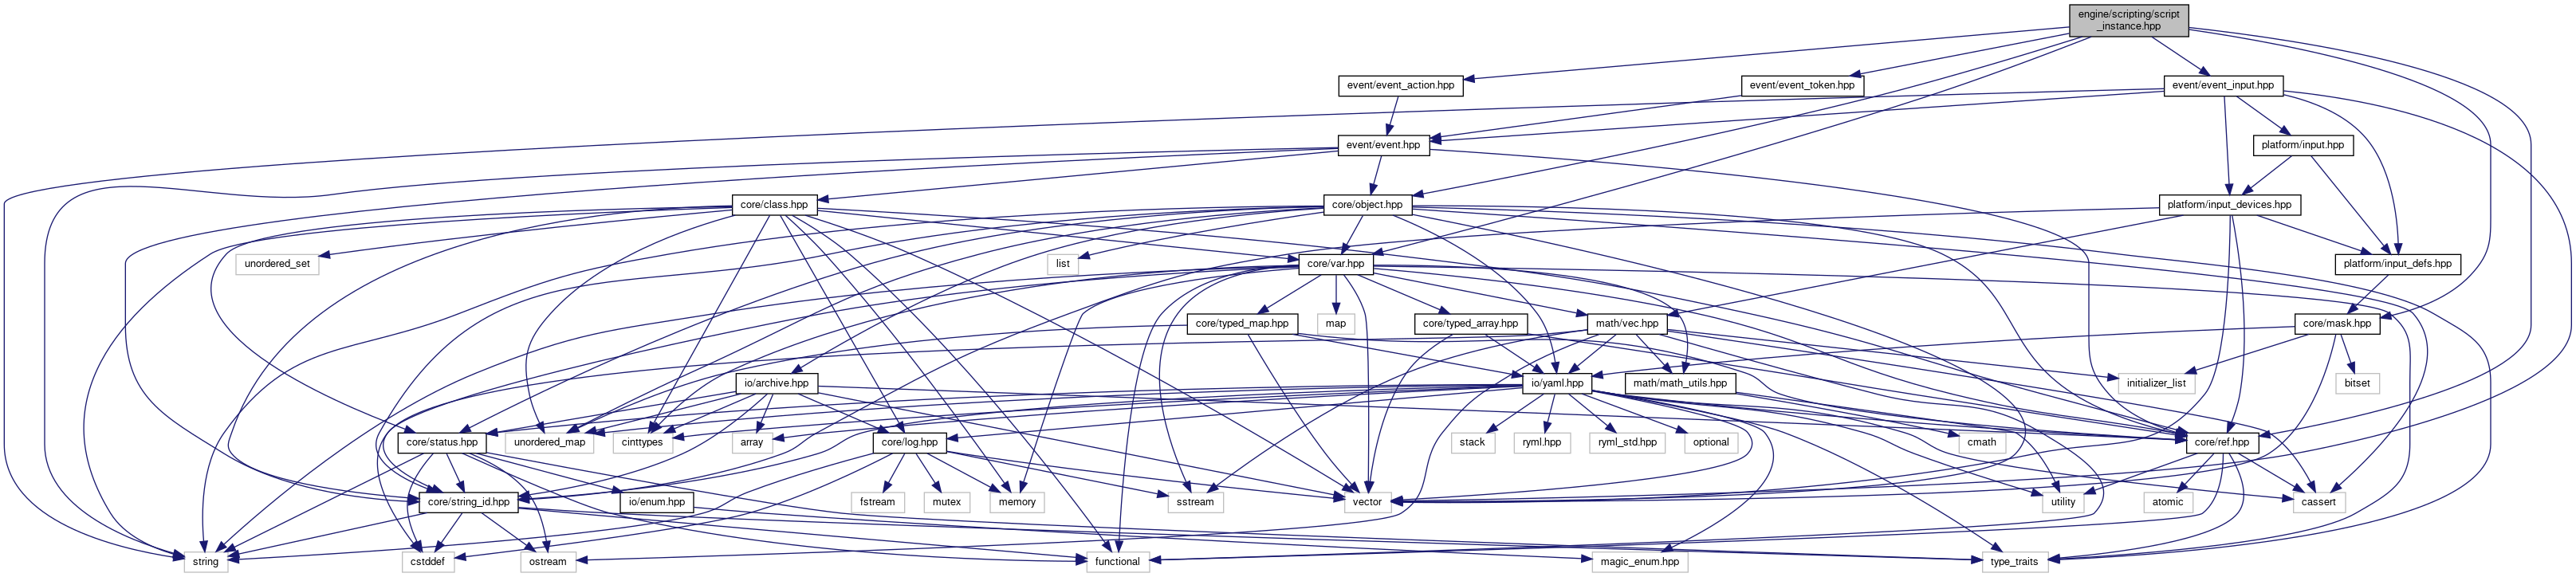 engine/scripting/script
_instance.hpp
event/event_action.hpp
event/event_token.hpp
event/event_input.hpp
event/event.hpp
platform/input.hpp
core/class.hpp
core/object.hpp
platform/input_devices.hpp
unordered_set
list
core/var.hpp
platform/input_defs.hpp
core/typed_map.hpp
map
core/typed_array.hpp
math/vec.hpp
core/mask.hpp
io/archive.hpp
io/yaml.hpp
math/math_utils.hpp
initializer_list
bitset
core/status.hpp
unordered_map
cinttypes
array
core/log.hpp
stack
ryml.hpp
ryml_std.hpp
optional
cmath
core/ref.hpp
core/string_id.hpp
io/enum.hpp
fstream
mutex
memory
sstream
vector
utility
atomic
cassert
string
cstddef
ostream
functional
magic_enum.hpp
type_traits